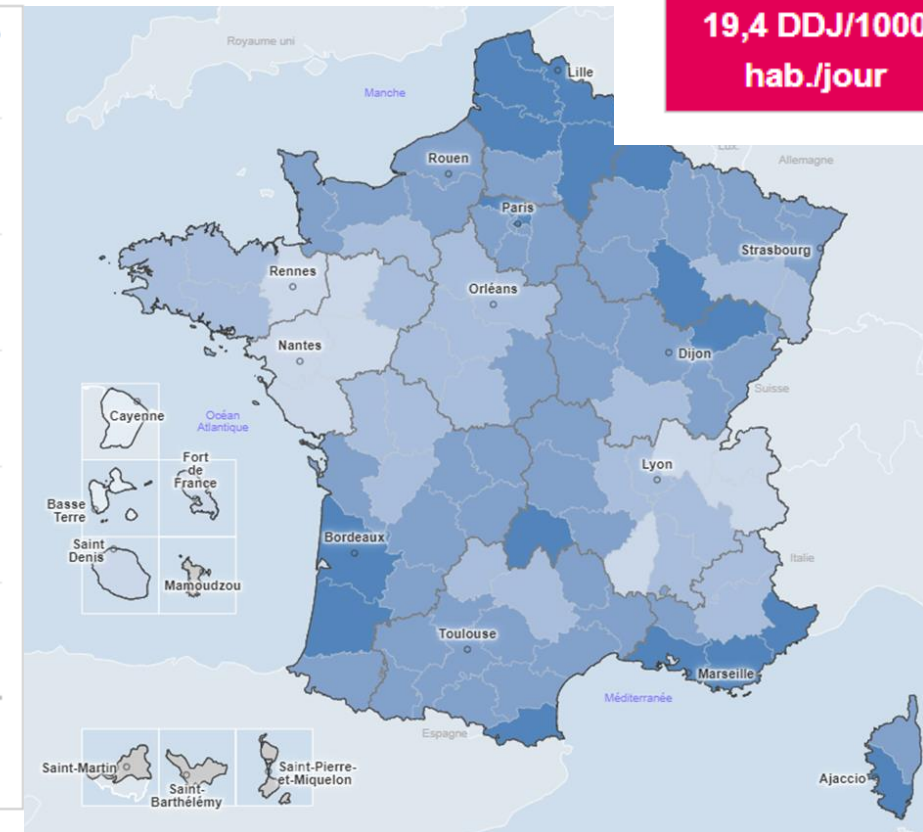 19,4 DDJ/1000
hab./jour
Royaume uni
Manche
Lille
Lux.
Allemagne
Rouen
Paris
Strasbourg
Rennes
Orléans
Nantes
Dijon
Suisse
Cayenne
Océan
Atlantique
Fort
de
France
Basse
Terre
Lyon
Bordeaux
Saint
Denis
Mamoudzou
Italie
Toulouse
Marseille
Méditerranée
Espagne
Saint-Martin
Saint-
Barthélémy
Saint-Pierre-
et-Miquelon
Ajaccio